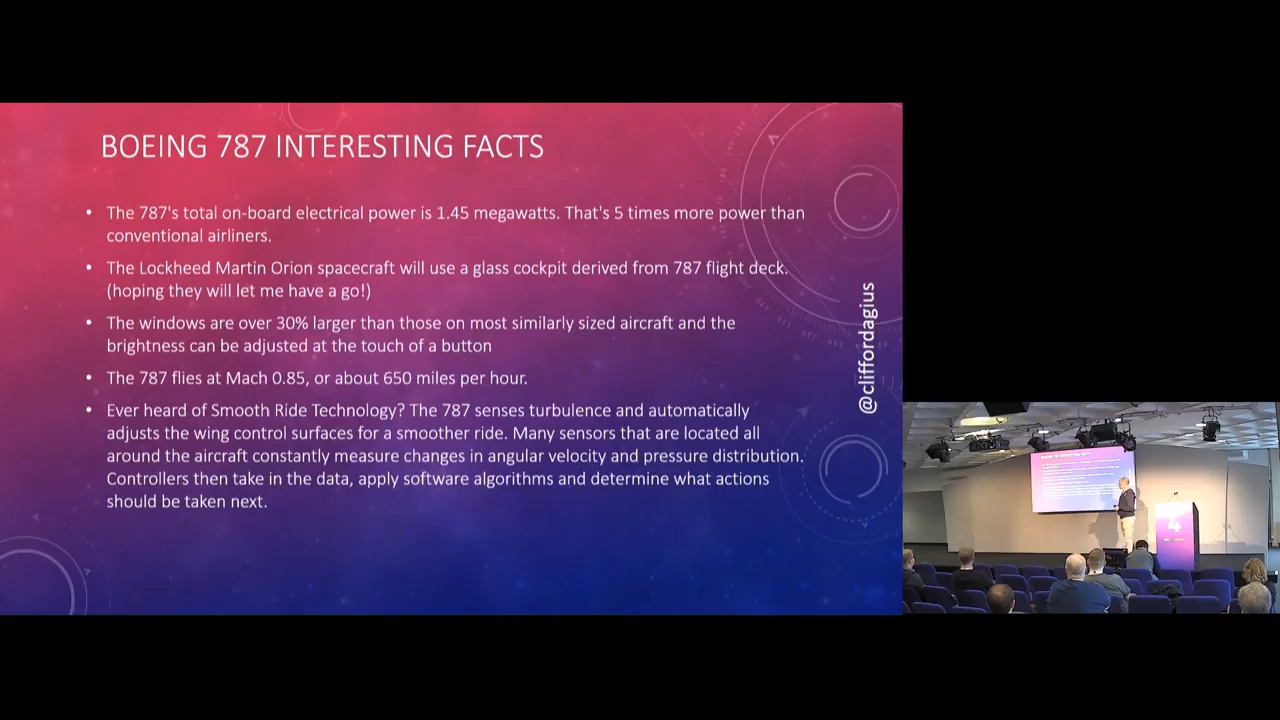 BOEING 787 INTERESTING FACTS
• The 787's total on-board electrical power is 1.45 megawatts. That's 5 times more power than
conventional airliners.
• The Lockheed Martin Orion spacecraft will use a glass cockpit derived from 787 flight deck.
(hoping they will let me have a go!)
• The windows are over 30% larger than those on most similarly sized aircraft and the
brightness can be adjusted at the touch of a button
• The 787 flies at Mach 0.85, or about 650 miles per hour.
• Ever heard of Smooth Ride Technology? The 787 senses turbulence and automatically
adjusts the wing control surfaces for a smoother ride. Many sensors that are located all
around the aircraft constantly measure changes in angular velocity and pressure distribution.
Controllers then take in the data, apply software algorithms and determine what actions
should be taken next.
@cliffordagius
BOEING 787 INTERESTING FACTS
4